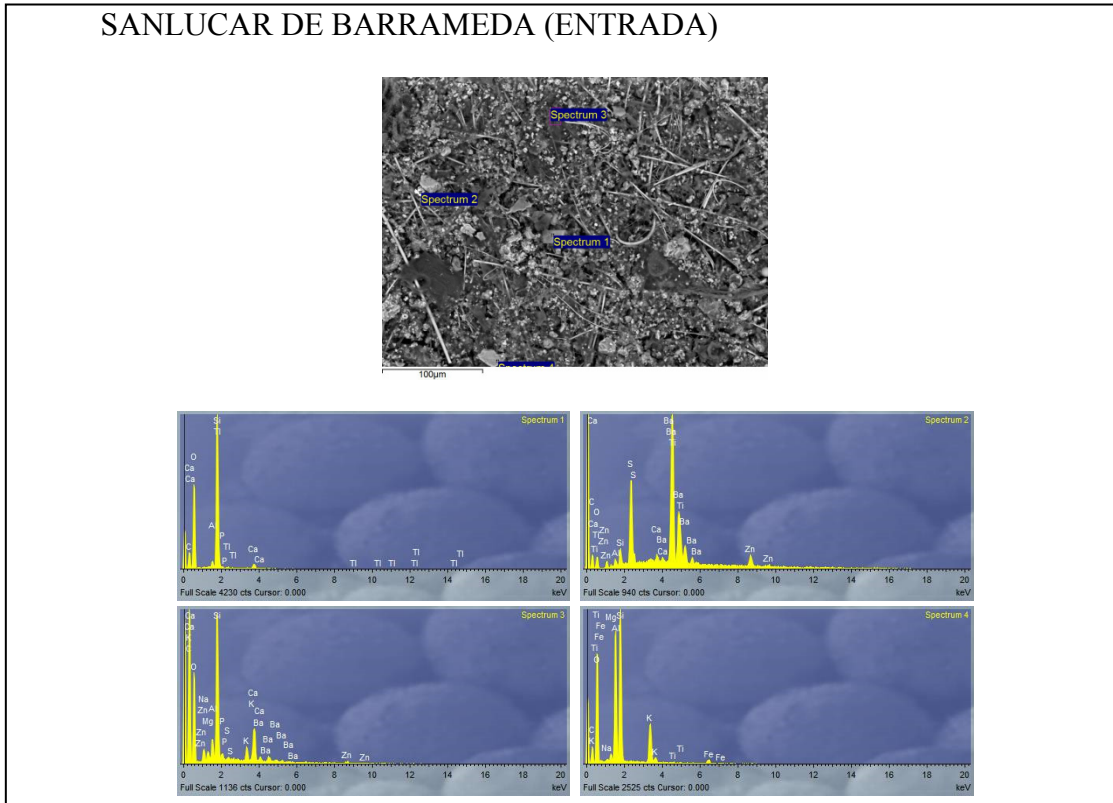 SANLUCAR DE BARRAMEDA (ENTRADA)
Spectrum 3
Spectrum 2
Spectrum 1
100µm
Spectrum 1
Si
Tl
O
Ca
Ca
A
P
Tl
Tl
C
P
Ca
Ca
Tl
Tl
Tl
Tl
Tl
Tl
Tl
0 2 4 6 8 10 12 14 16 18 20
Full Scale 4230 cts Cursor: 0.000 keV
Spectrum 2
Ca
Ba
Ba
Ti
S
S
C
O
Ca
Zn
Ti
Zn
Ti
Zn
A
Si
Ca
Ba
Ca
Ba
Ti
Ba
Ba
Ba
Zn
Zn
0 2 4 6 8 10 12 14 16 18 20
Full Scale 940 cts Cursor: 0.000 keV
Spectrum 3
Ca
Ca
K
C
Si
O
Na
Zn
A
Mg
Zn
Zn
P
S
P
S
K
Ca
K
Ca
Ba
Ba
Ba
Ba
Ba
Ba
Ba
Zn
Zn
0 2 4 6 8 10 12 14 16 18 20
Full Scale 1136 cts Cursor: 0.000 keV
Spectrum 4
Ti
Fe
Fe
Ti
O
Mg
Si
A
C
K
Na
K
K
Ti
Ti
Fe
Fe
0 2 4 6 8 10 12 14 16 18 20
Full Scale 2525 cts Cursor: 0.000 keV